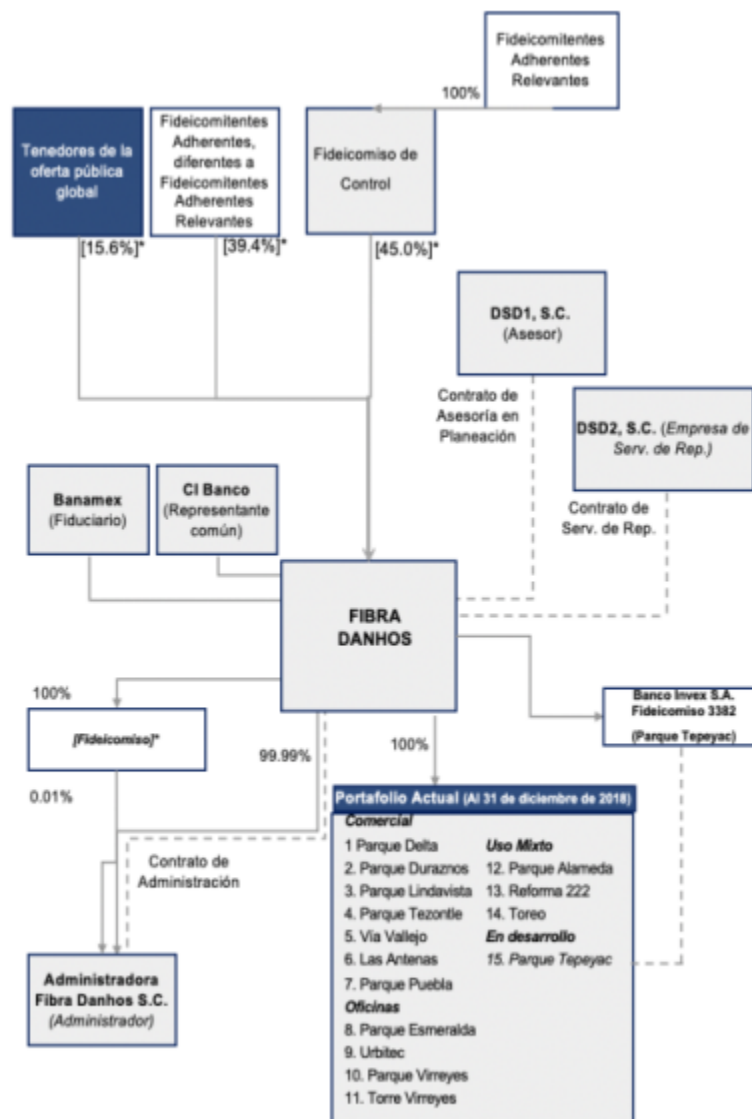 Fideicomitentes
Adherentes
Relevantes
100%
Tenedores de la
oferta pública
global
Fideicomitentes
Adherentes,
diferentes a
Fideicomitentes
Adherentes
Relevantes
Fideicomiso de
Control
[15.6%]*
[39.4%]*
[45.0%]*
DSD1, S.C.
(Asesor)
Contrato de
Asesoría en
Planeación
DSD2, S.C. (Empresa de
Serv. de Rep.)
Contrato de
Serv. de Rep.
Banamex
(Fiduciario)
CI Banco
(Representante
común)
FIBRA
DANHOS
100%
[Fideicomiso]*
0.01%
99.99%
100%
Banco Invex S.A.
Fideicomiso 3382
(Parque Tepeyac)
Contrato de
Administración
Administradora
Fibra Danhos S.C.
(Administrador)
Portafolio Actual (Al 31 de diciembre de 2018)
Comercial
1 Parque Delta
2. Parque Duraznos
3. Parque Lindavista
4. Parque Tezontle
5. Vía Vallejo
6. Las Antenas
7. Parque Puebla
Oficinas
8. Parque Esmeralda
9. Urbitec
10. Parque Virreyes
11. Torre Virreyes
Uso Mixto
12. Parque Alameda
13. Reforma 222
14. Toreo
En desarrollo
15. Parque Tepeyac